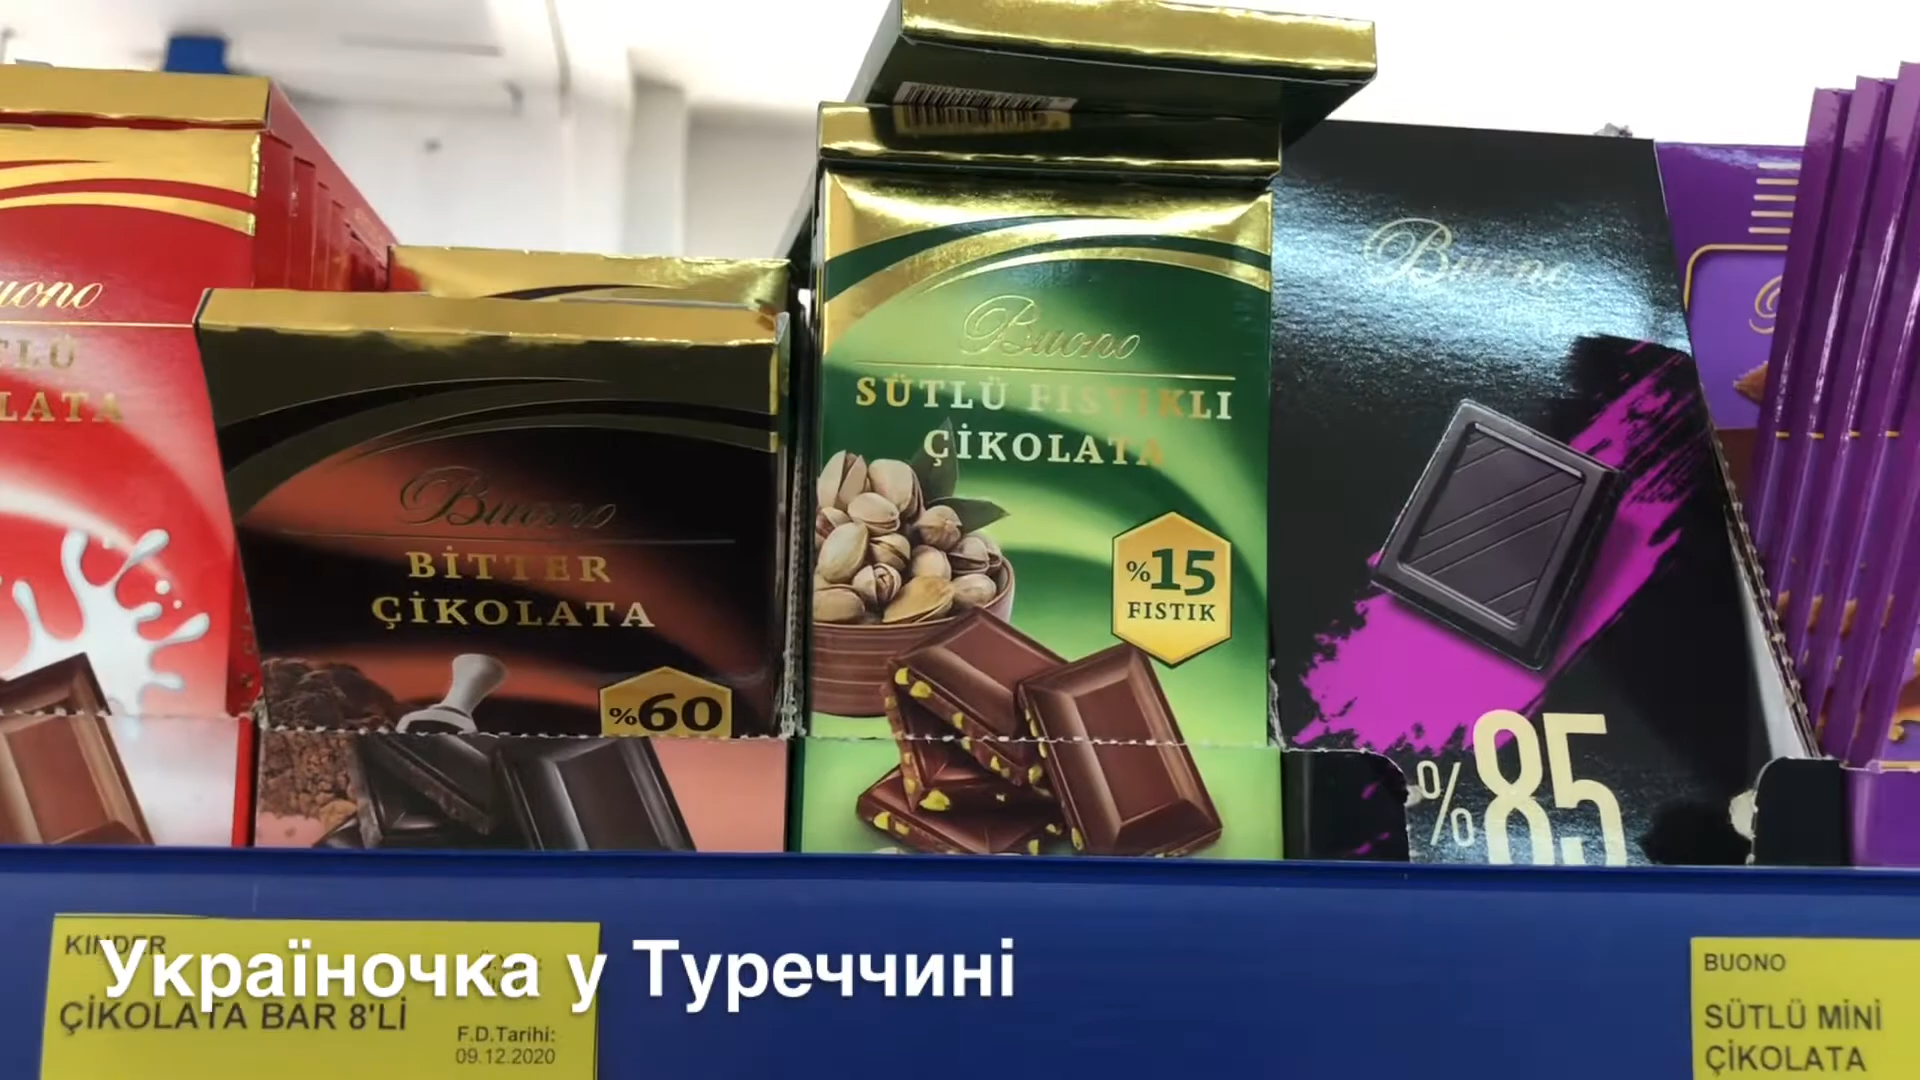 Buono
BİTTER
ÇİKOLATA
%60
Buono
SÜTLÜ FISTIKLI
ÇİKOLATA
%15
FISTIK
Buono
%85
KINDER
ÇİKOLATA BAR 8'Lİ
F.D.Tarihi:
09.12.2020
Україночка у Туреччині
BUONO
SÜTLÜ MİNİ
ÇİKOLATA